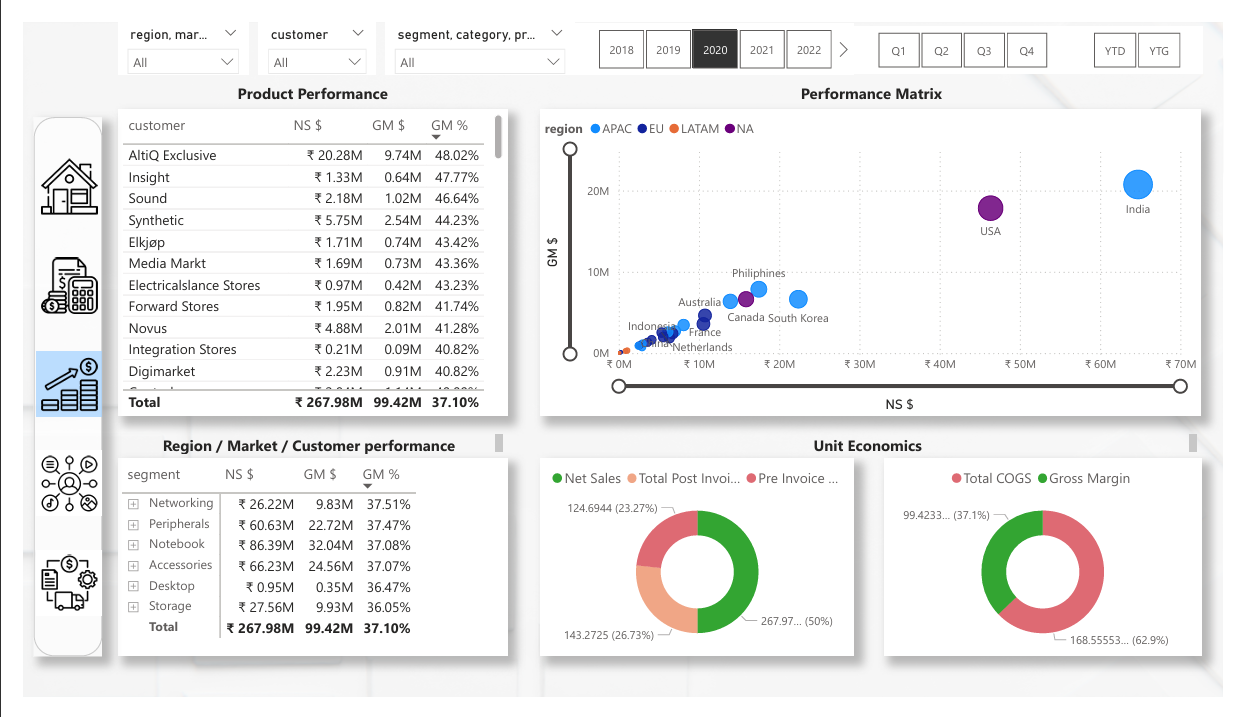 region, mar...
customer
segment, category, pr...
All
All
All
2018
2019
2020
2021
2022
Q1
Q2
Q3
Q4
YTD
YTG
Product Performance
customer NS $ GM $ GM %
AltiQ Exclusive ₹ 20.28M 9.74M 48.02%
Insight ₹ 1.33M 0.64M 47.77%
Sound ₹ 2.18M 1.02M 46.64%
Synthetic ₹ 5.75M 2.54M 44.23%
Elkjøp ₹ 1.71M 0.74M 43.42%
Media Markt ₹ 1.69M 0.73M 43.36%
Electricalslance Stores ₹ 0.97M 0.42M 43.23%
Forward Stores ₹ 1.95M 0.82M 41.74%
Novus ₹ 4.88M 2.01M 41.28%
Integration Stores ₹ 0.21M 0.09M 40.82%
Digimarket ₹ 2.23M 0.91M 40.82%
Total ₹ 267.98M 99.42M 37.10%
Performance Matrix
region APAC EU LATAM NA
GM $
20M
10M
0M
India
USA
Philiphines
Australia
Canada
South Korea
Indonesia
France
Netherlands
₹ 0M ₹ 10M ₹ 20M ₹ 30M ₹ 40M ₹ 50M ₹ 60M ₹ 70M
NS $
Region / Market / Customer performance
segment NS $ GM $ GM %
Networking ₹ 26.22M 9.83M 37.51%
Peripherals ₹ 60.63M 22.72M 37.47%
Notebook ₹ 86.39M 32.04M 37.08%
Accessories ₹ 66.23M 24.56M 37.07%
Desktop ₹ 0.95M 0.35M 36.47%
Storage ₹ 27.56M 9.93M 36.05%
Total ₹ 267.98M 99.42M 37.10%
Unit Economics
Net Sales Total Post Invoi... Pre Invoice ...
124.6944 (23.27%)
143.2725 (26.73%)
267.97... (50%)
Total COGS Gross Margin
99.4233... (37.1%)
168.55553... (62.9%)